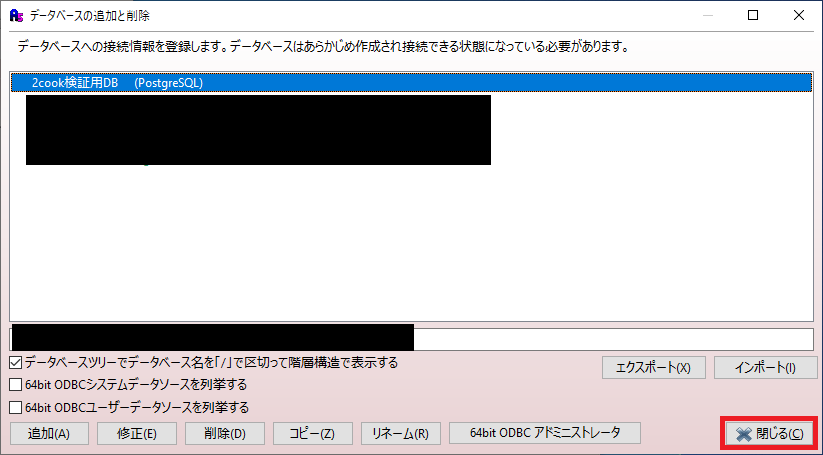 データベースの追加と削除
データベースへの接続情報を登録します。データベースはあらかじめ作成され接続できる状態になっている必要があります。
2cook検証用DB (PostgreSQL)
データベースツリーでデータベース名を「/」で区切って階層構造で表示する
エクスポート(X) インポート(I)
64bit ODBCシステムデータソースを列挙する
64bit ODBCユーザーデータソースを列挙する
追加(A) 修正(E) 削除(D) コピー(Z) リネーム(R) 64bit ODBC アドミニストレータ 閉じる(C)